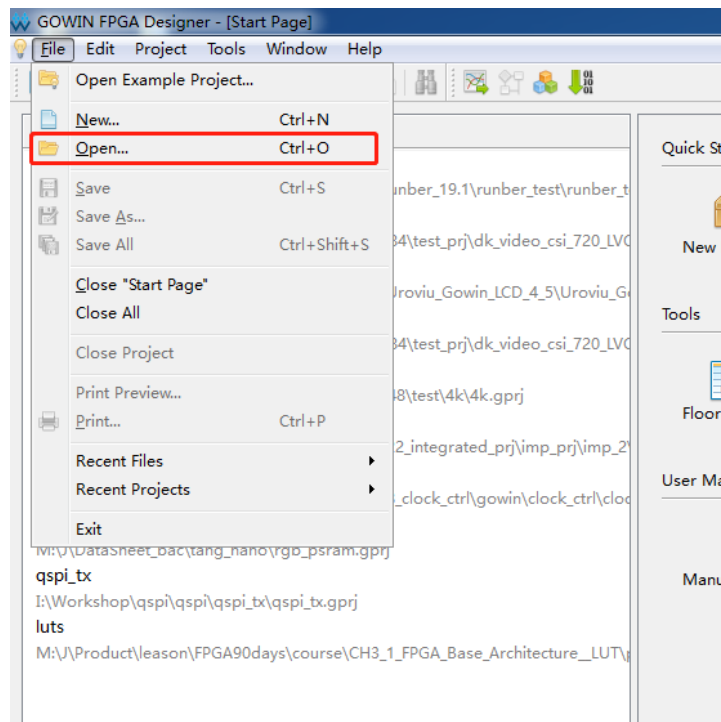 GOWIN FPGA Designer - [Start Page]
File Edit Project Tools Window Help
Open Example Project...
New... Ctrl+N
Open... Ctrl+O
Save Ctrl+S
Save As...
Save All Ctrl+Shift+S
Close "Start Page"
Close All
Close Project
Print Preview...
Print... Ctrl+P
Recent Files
Recent Projects
Exit
unber_19.1\runber_test\runber_t
34\test_prj\dk_video_csi_720_LVC
Uroviu_Gowin_LCD_4_5\Uroviu_G
34\test_prj\dk_video_csi_720_LVC
48\test\4k\4k.gprj
2_integrated_prj\imp_prj\imp_2\
_clock_ctrl\gowin\clock_ctrl\cloc
M:\J\DataSheet_bac\tang_nano\rgb_psram.gprj
qspi_tx
I:\Workshop\qspi\qspi\qspi_tx\qspi_tx.gprj
luts
M:\J\Product\leason\FPGA90days\course\CH3_1_FPGA_Base_Architecture__LUT\
Quick St
New
Tools
Floor
User Ma
Manu